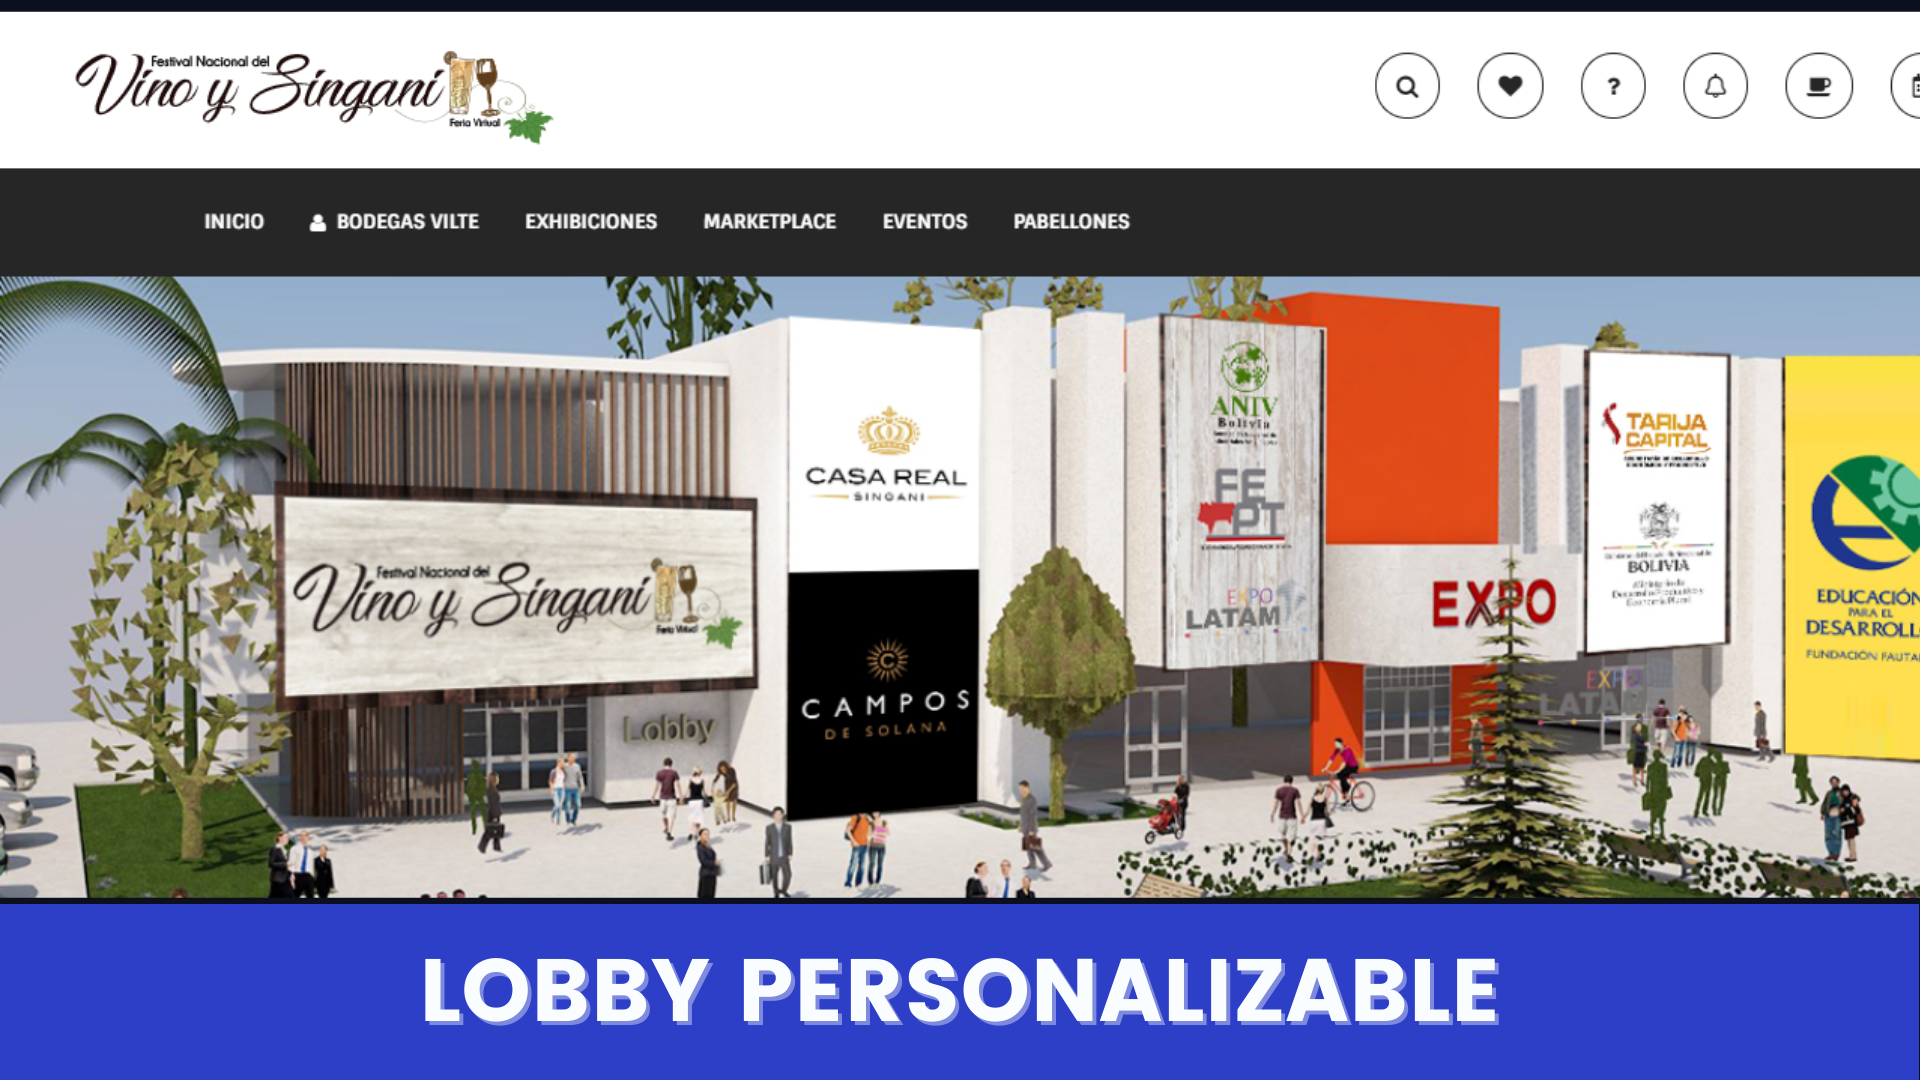 Festival Nacional del
Vino y Singani
Feria Virtual
?
INICIO
BODEGAS VILTE
EXHIBICIONES
MARKETPLACE
EVENTOS
PABELLONES
Festival Nacional del
Vino y Singani
Feria Virtual
Lobby
CASA REAL
SINGANI
CAMPOS
DE SOLANA
ANIV
Bolivia
FE
PT
EXPO
LATAM
EXPO
EXPO
LATAM
TARIJA
CAPITAL
BOLIVIA
EDUCACIÓN
PARA EL
DESARROLL
FUNDACIÓN FAUTA
LOBBY PERSONALIZABLE